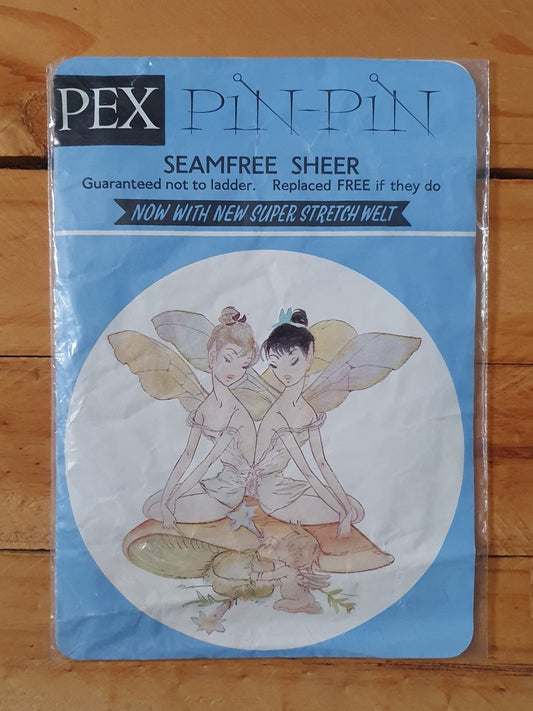 PEX PiN-PiN
SEAMFREE SHEER
Guaranteed not to ladder. Replaced FREE if they do
NOW WITH NEW SUPER STRETCH WELT